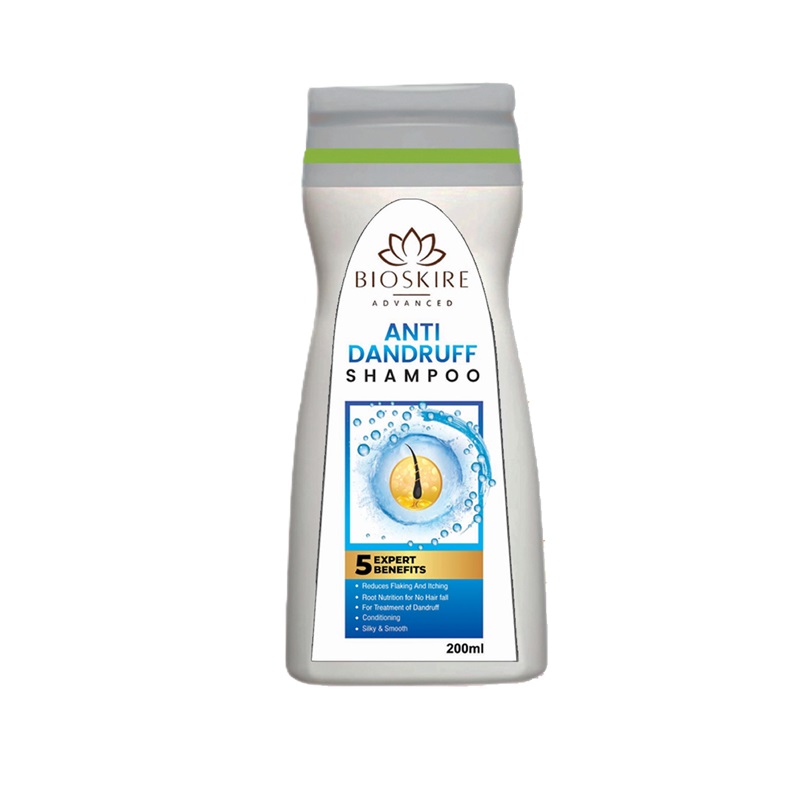 BIOSKIRE
ADVANCED
ANTI
DANDRUFF
SHAMPOO
5 EXPERT
BENEFITS
• Reduces Flaking And Itching
• Root Nutrition for No Hair fall
• For Treatment of Dandruff
• Conditioning
• Silky & Smooth
200ml